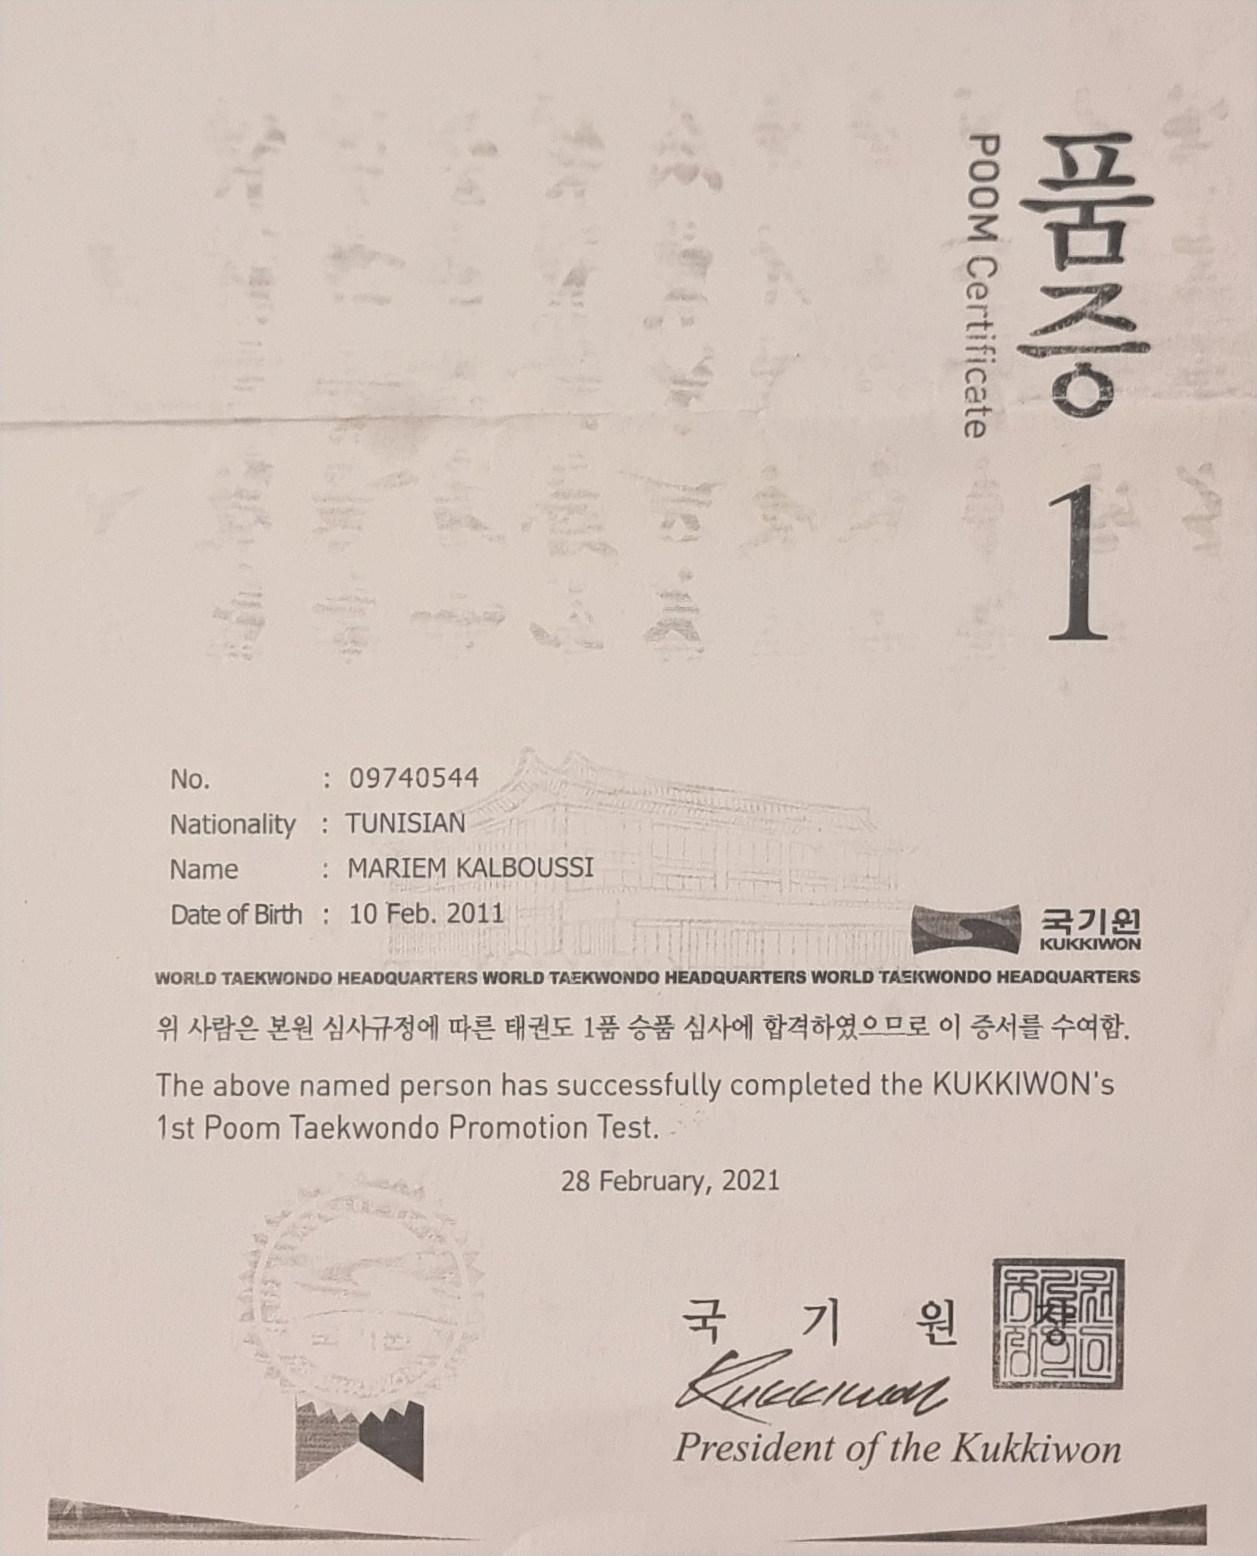 품증 1
POOM Certificate
No. : 09740544
Nationality : TUNISIAN
Name : MARIEM KALBOUSSI
Date of Birth : 10 Feb. 2011
국기원
KUKKIWON
WORLD TAEKWONDO HEADQUARTERS WORLD TAEKWONDO HEADQUARTERS WORLD TAEKWONDO HEADQUARTERS
위 사람은 본원 심사규정에 따른 태권도 1품 승품 심사에 합격하였으므로 이 증서를 수여함.
The above named person has successfully completed the KUKKIWON's
1st Poom Taekwondo Promotion Test.
28 February, 2021
국 기 원 장
Kukkiwon
President of the Kukkiwon